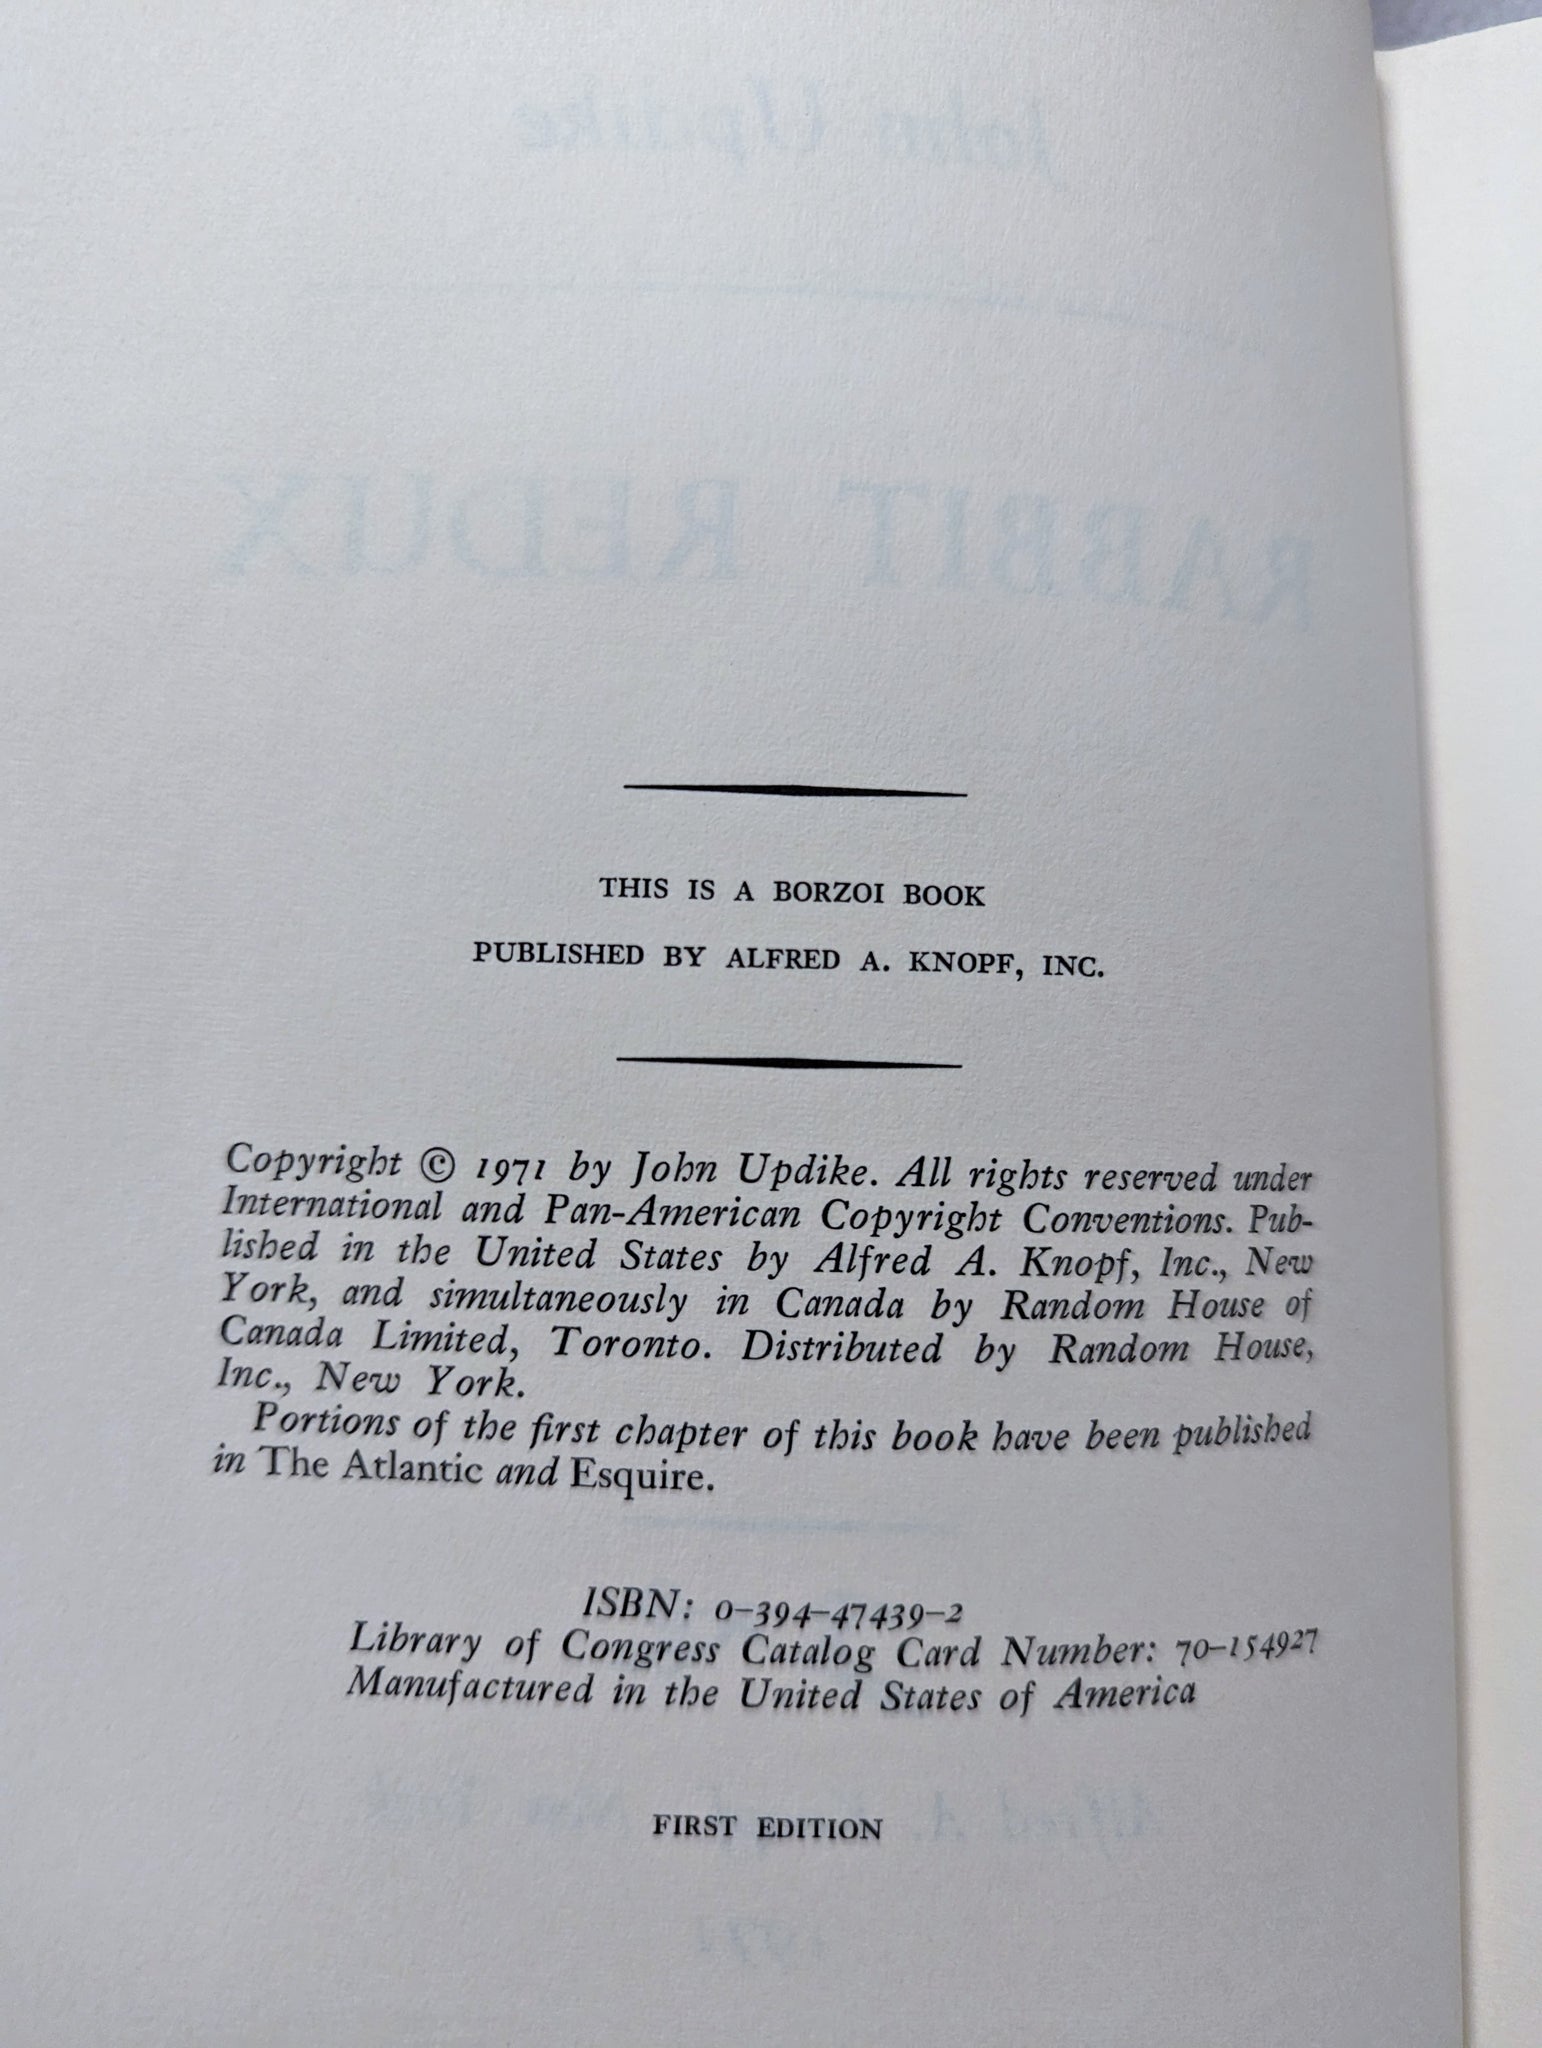 John Updike
RABBIT REDUX
THIS IS A BORZOI BOOK
PUBLISHED BY ALFRED A. KNOPF, INC.
Copyright © 1971 by John Updike. All rights reserved under
International and Pan-American Copyright Conventions. Pub-
lished in the United States by Alfred A. Knopf, Inc., New
York, and simultaneously in Canada by Random House of
Canada Limited, Toronto. Distributed by Random House,
Inc., New York.
Portions of the first chapter of this book have been published
in The Atlantic and Esquire.
ISBN: 0-394-47439-2
Library of Congress Catalog Card Number: 70-154927
Manufactured in the United States of America
FIRST EDITION